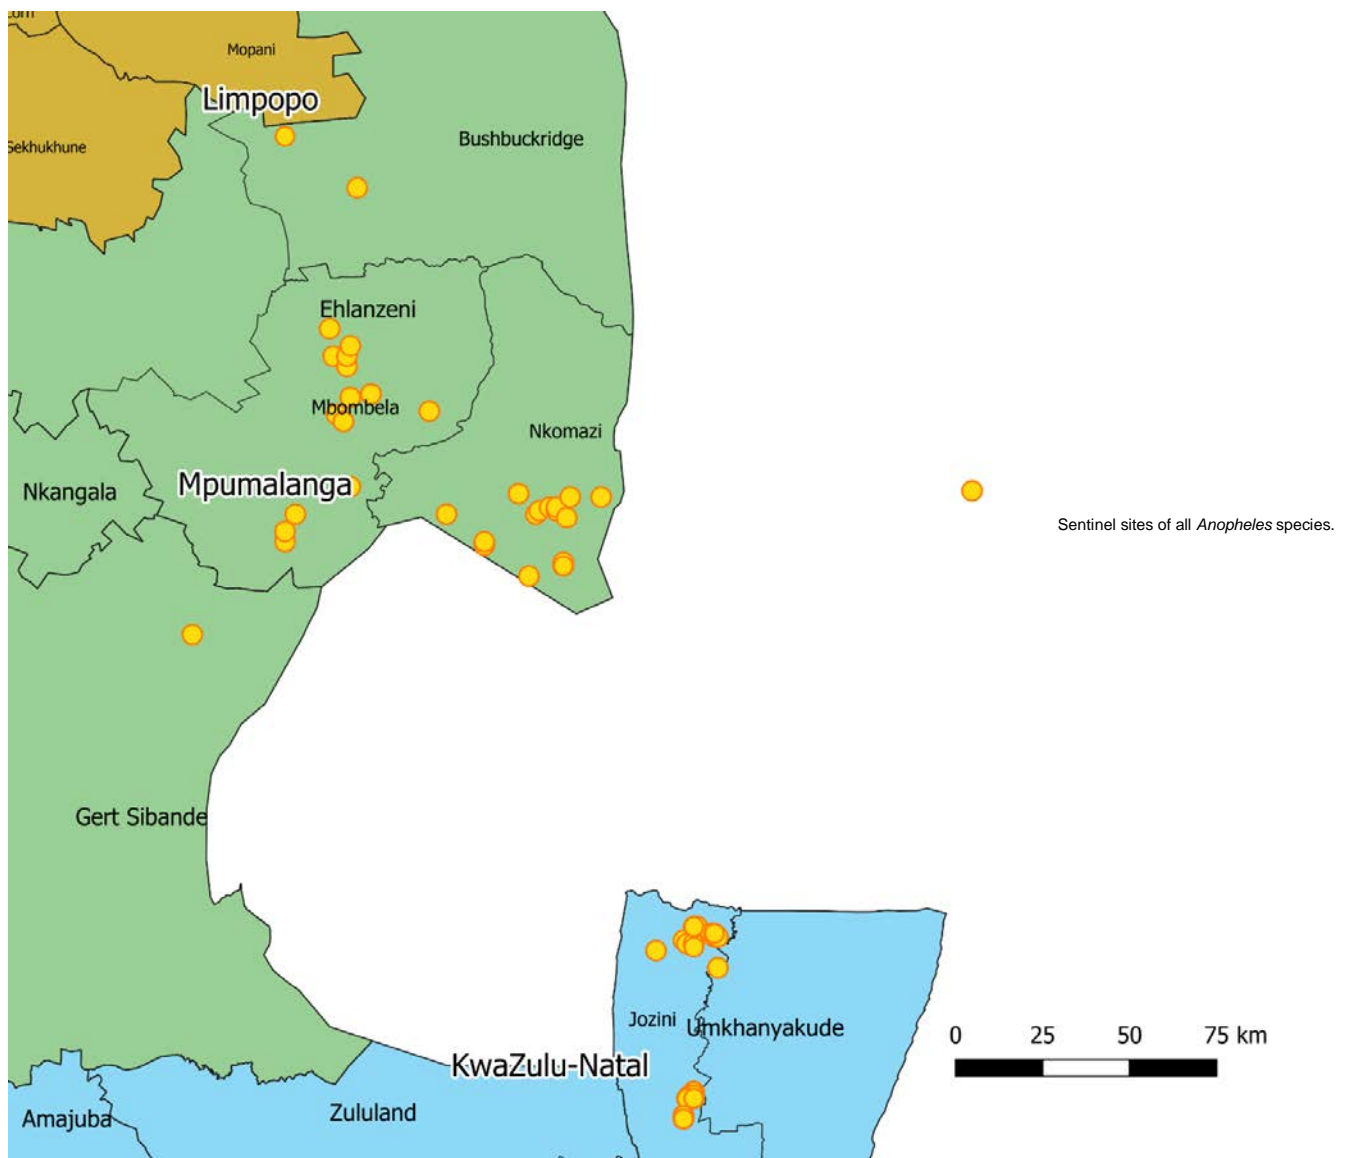 Mopani
Limpopo
Bushbuckridge
Sekhukhune
Ehlanzeni
Mbombela
Nkomazi
Mpumalanga
Nkangala
Sentinel sites of all Anopheles species.
Gert Sibande
Jozini
Umkhanyakude
0 25 50 75 km
KwaZulu-Natal
Zululand
Amajuba